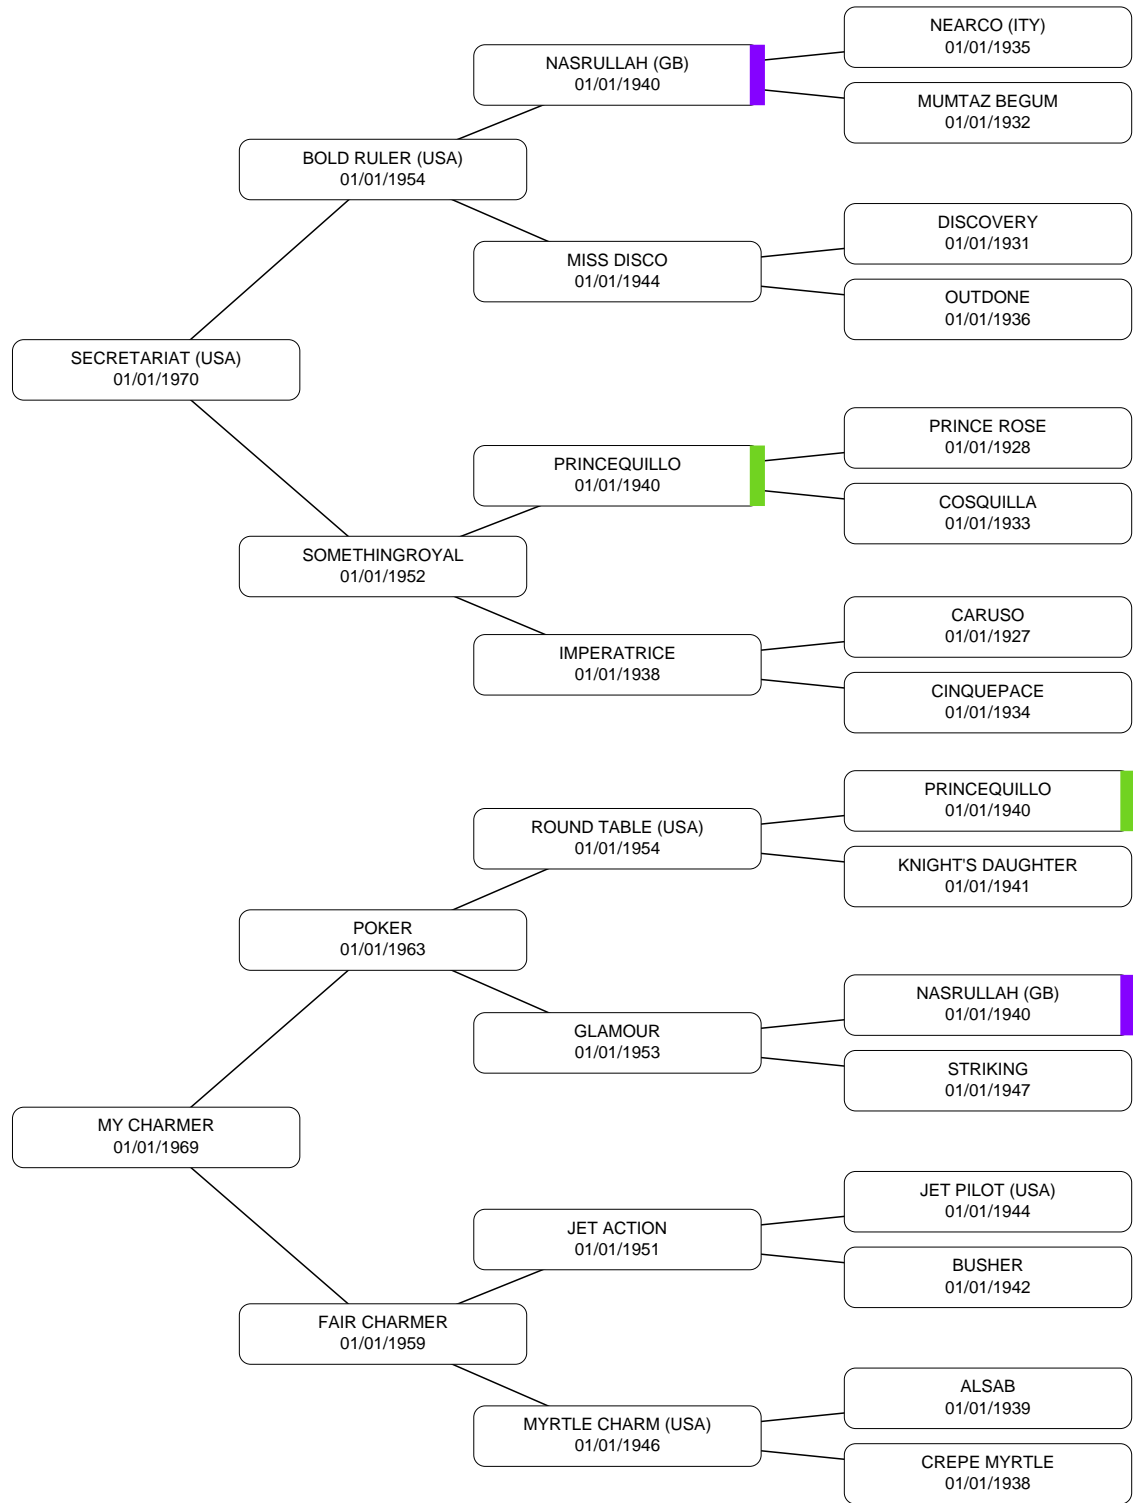 NEARCO (ITY)
01/01/1935
NASRULLAH (GB)
01/01/1940
MUMTAZ BEGUM
01/01/1932
BOLD RULER (USA)
01/01/1954
DISCOVERY
01/01/1931
MISS DISCO
01/01/1944
OUTDONE
01/01/1936
SECRETARIAT (USA)
01/01/1970
PRINCE ROSE
01/01/1928
PRINCEQUILLO
01/01/1940
COSQUILLA
01/01/1933
SOMETHINGROYAL
01/01/1952
CARUSO
01/01/1927
IMPERATRICE
01/01/1938
CINQUEPACE
01/01/1934
PRINCEQUILLO
01/01/1940
ROUND TABLE (USA)
01/01/1954
KNIGHT'S DAUGHTER
01/01/1941
POKER
01/01/1963
NASRULLAH (GB)
01/01/1940
GLAMOUR
01/01/1953
STRIKING
01/01/1947
MY CHARMER
01/01/1969
JET PILOT (USA)
01/01/1944
JET ACTION
01/01/1951
BUSHER
01/01/1942
FAIR CHARMER
01/01/1959
ALSAB
01/01/1939
MYRTLE CHARM (USA)
01/01/1946
CREPE MYRTLE
01/01/1938